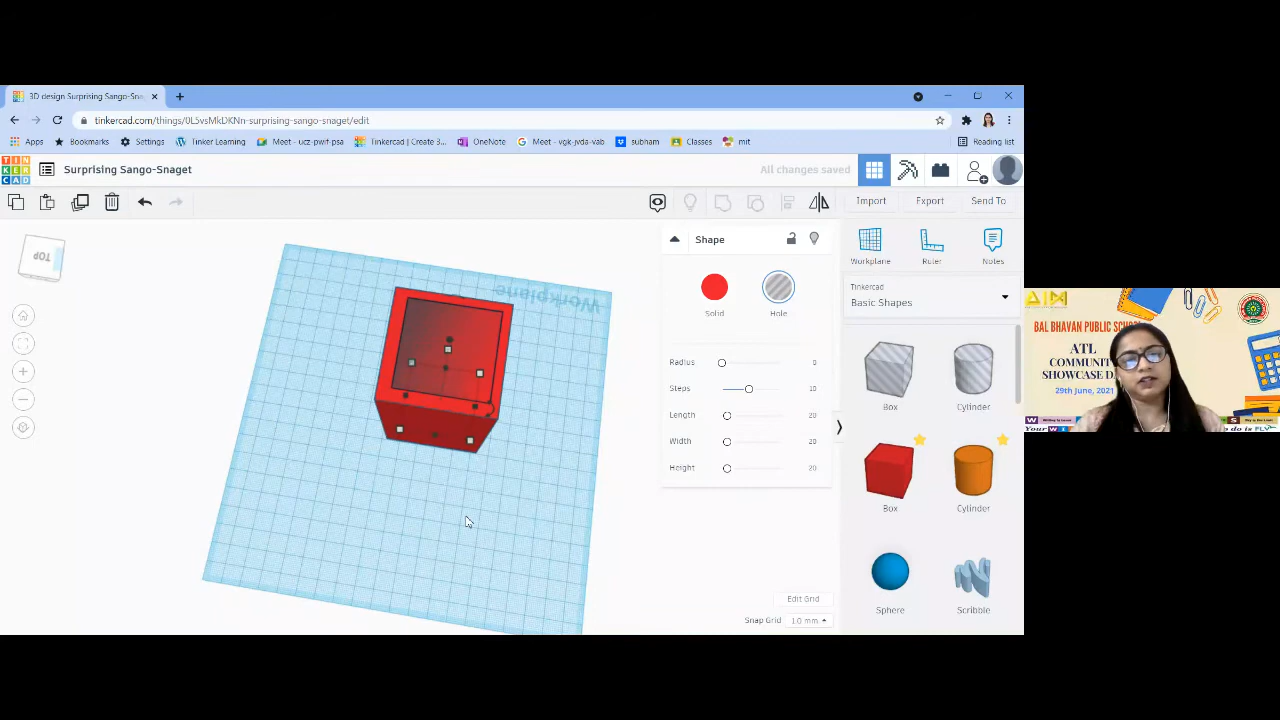 3D design Surprising Sango-Sna
tinkercad.com/things/0L5vsMkDKNn-surprising-sango-snaget/edit
Apps Bookmarks Settings Tinker Learning Meet - ucz-pwif-psa Tinkercad | Create 3... OneNote Meet - vgk-jvda-vab subham Classes mit Reading list
TIN
KER
CAD
Surprising Sango-Snaget
All changes saved
Import Export Send To
TOP
Workplane
Shape
Solid Hole
Radius 0
Steps 10
Length 20
Width 20
Height 20
Workplane Ruler Notes
Tinkercad
Basic Shapes
Box Cylinder
Box Cylinder
Sphere Scribble
Edit Grid
Snap Grid 1.0 mm
AIM
BAL BHAVAN PUBLIC SCHO
ATL
COMMUNI
SHOWCASE D
29th June, 2021